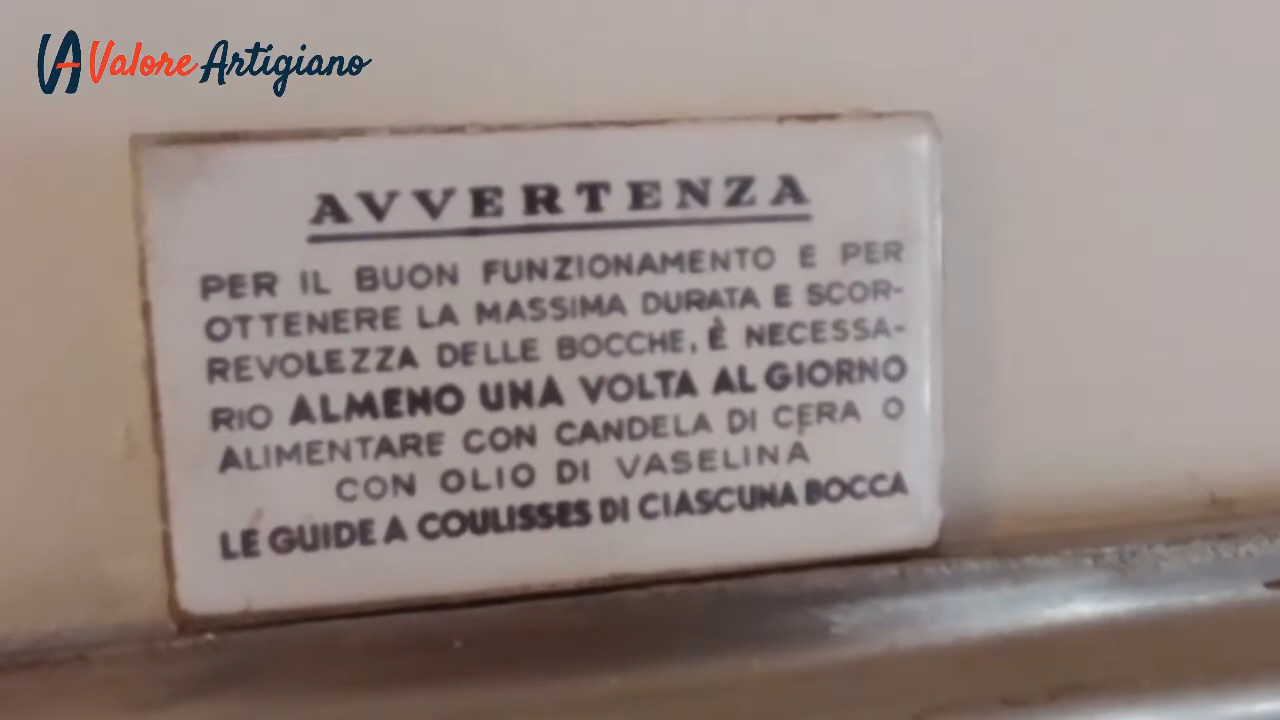 VA Valore Artigiano
AVVERTENZA
PER IL BUON FUNZIONAMENTO E PER
OTTENERE LA MASSIMA DURATA E SCOR-
REVOLEZZA DELLE BOCCHE, È NECESSA-
RIO ALMENO UNA VOLTA AL GIORNO
ALIMENTARE CON CANDELA DI CERA O
CON OLIO DI VASELINA
LE GUIDE A COULISSES DI CIASCUNA BOCCA